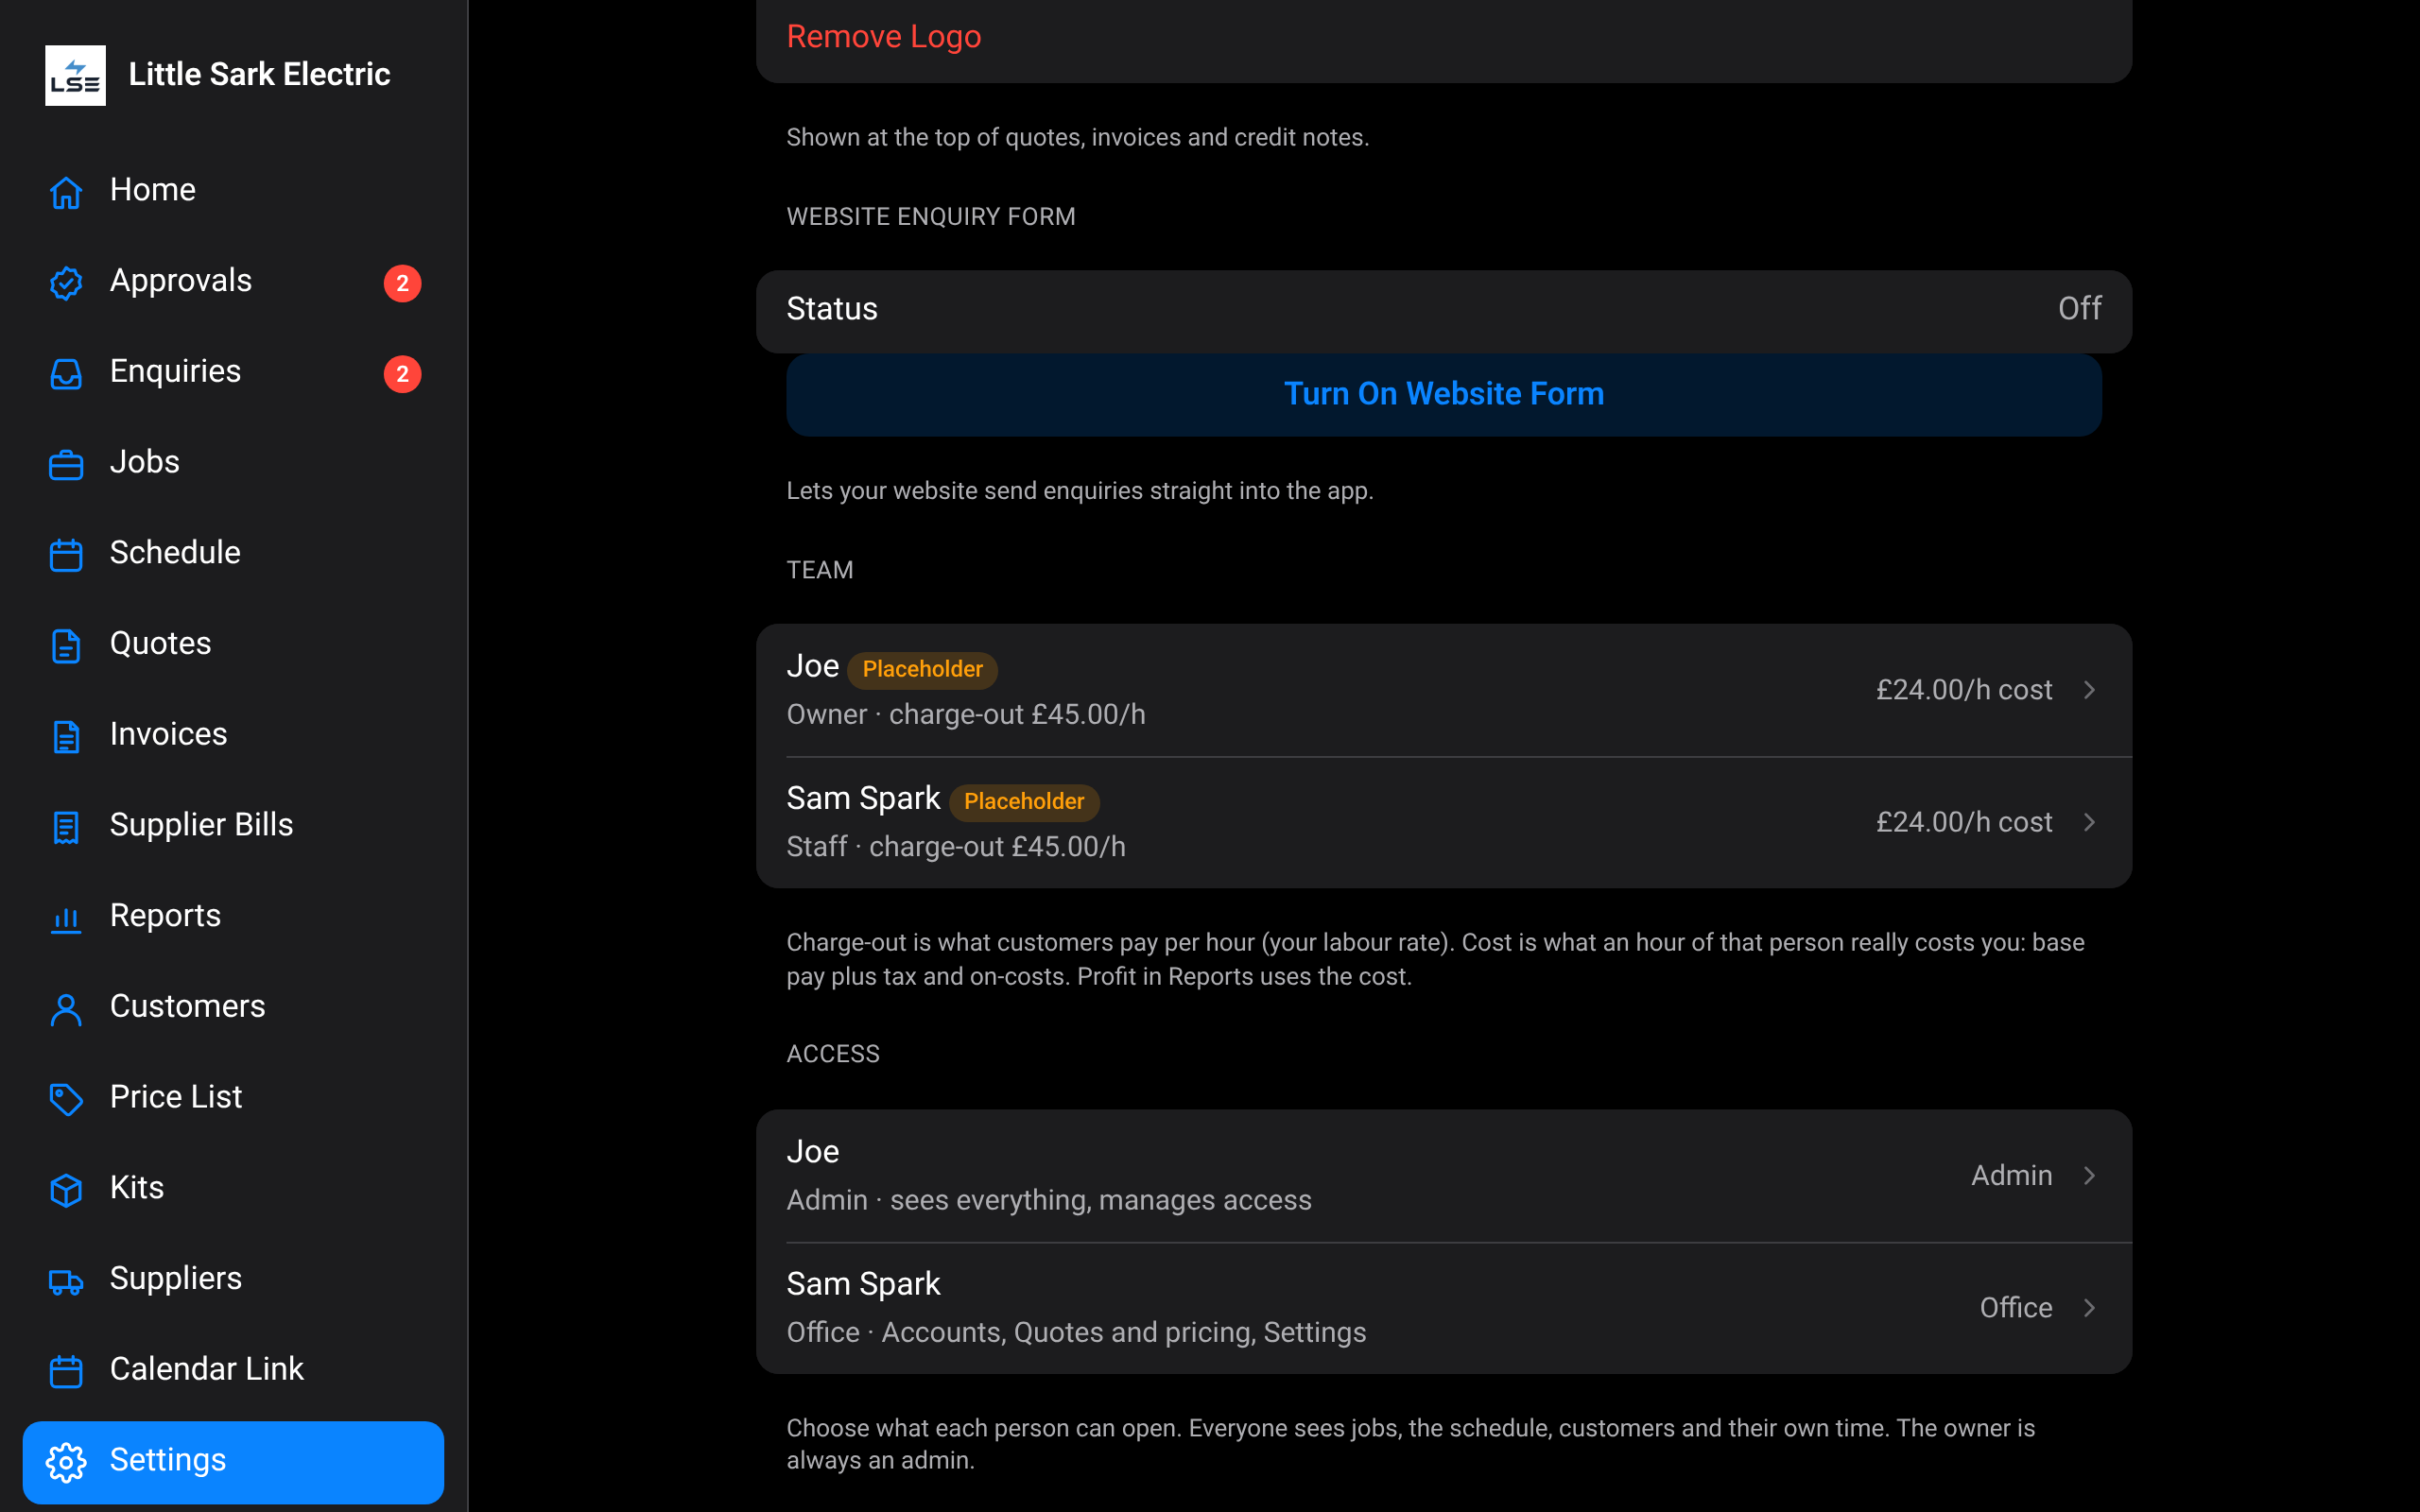 LSE
Little Sark Electric
Home
Approvals
2
Enquiries
2
Jobs
Schedule
Quotes
Invoices
Supplier Bills
Reports
Customers
Price List
Kits
Suppliers
Calendar Link
Settings
Remove Logo
Shown at the top of quotes, invoices and credit notes.
WEBSITE ENQUIRY FORM
Status
Off
Turn On Website Form
Lets your website send enquiries straight into the app.
TEAM
Joe Placeholder
Owner · charge-out £45.00/h
£24.00/h cost
Sam Spark Placeholder
Staff · charge-out £45.00/h
£24.00/h cost
Charge-out is what customers pay per hour (your labour rate). Cost is what an hour of that person really costs you: base
pay plus tax and on-costs. Profit in Reports uses the cost.
ACCESS
Joe
Admin · sees everything, manages access
Admin
Sam Spark
Office · Accounts, Quotes and pricing, Settings
Office
Choose what each person can open. Everyone sees jobs, the schedule, customers and their own time. The owner is
always an admin.